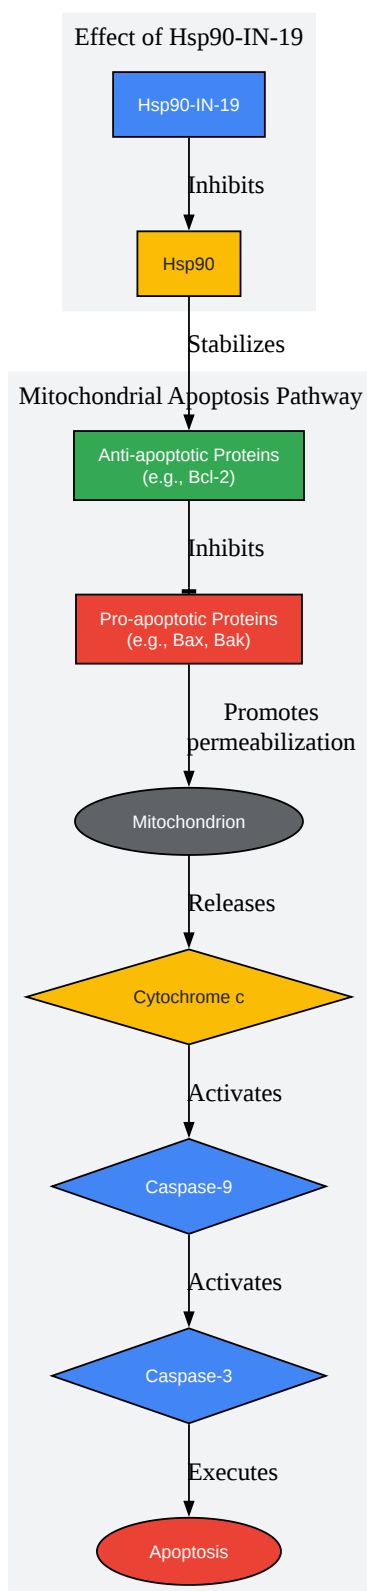 Effect of Hsp90-IN-19
Hsp90-IN-19
Inhibits
Hsp90
Stabilizes
Mitochondrial Apoptosis Pathway
Anti-apoptotic Proteins
(e.g., Bcl-2)
Inhibits
Pro-apoptotic Proteins
(e.g., Bax, Bak)
Promotes
permeabilization
Mitochondrion
Releases
Cytochrome c
Activates
Caspase-9
Activates
Caspase-3
Executes
Apoptosis